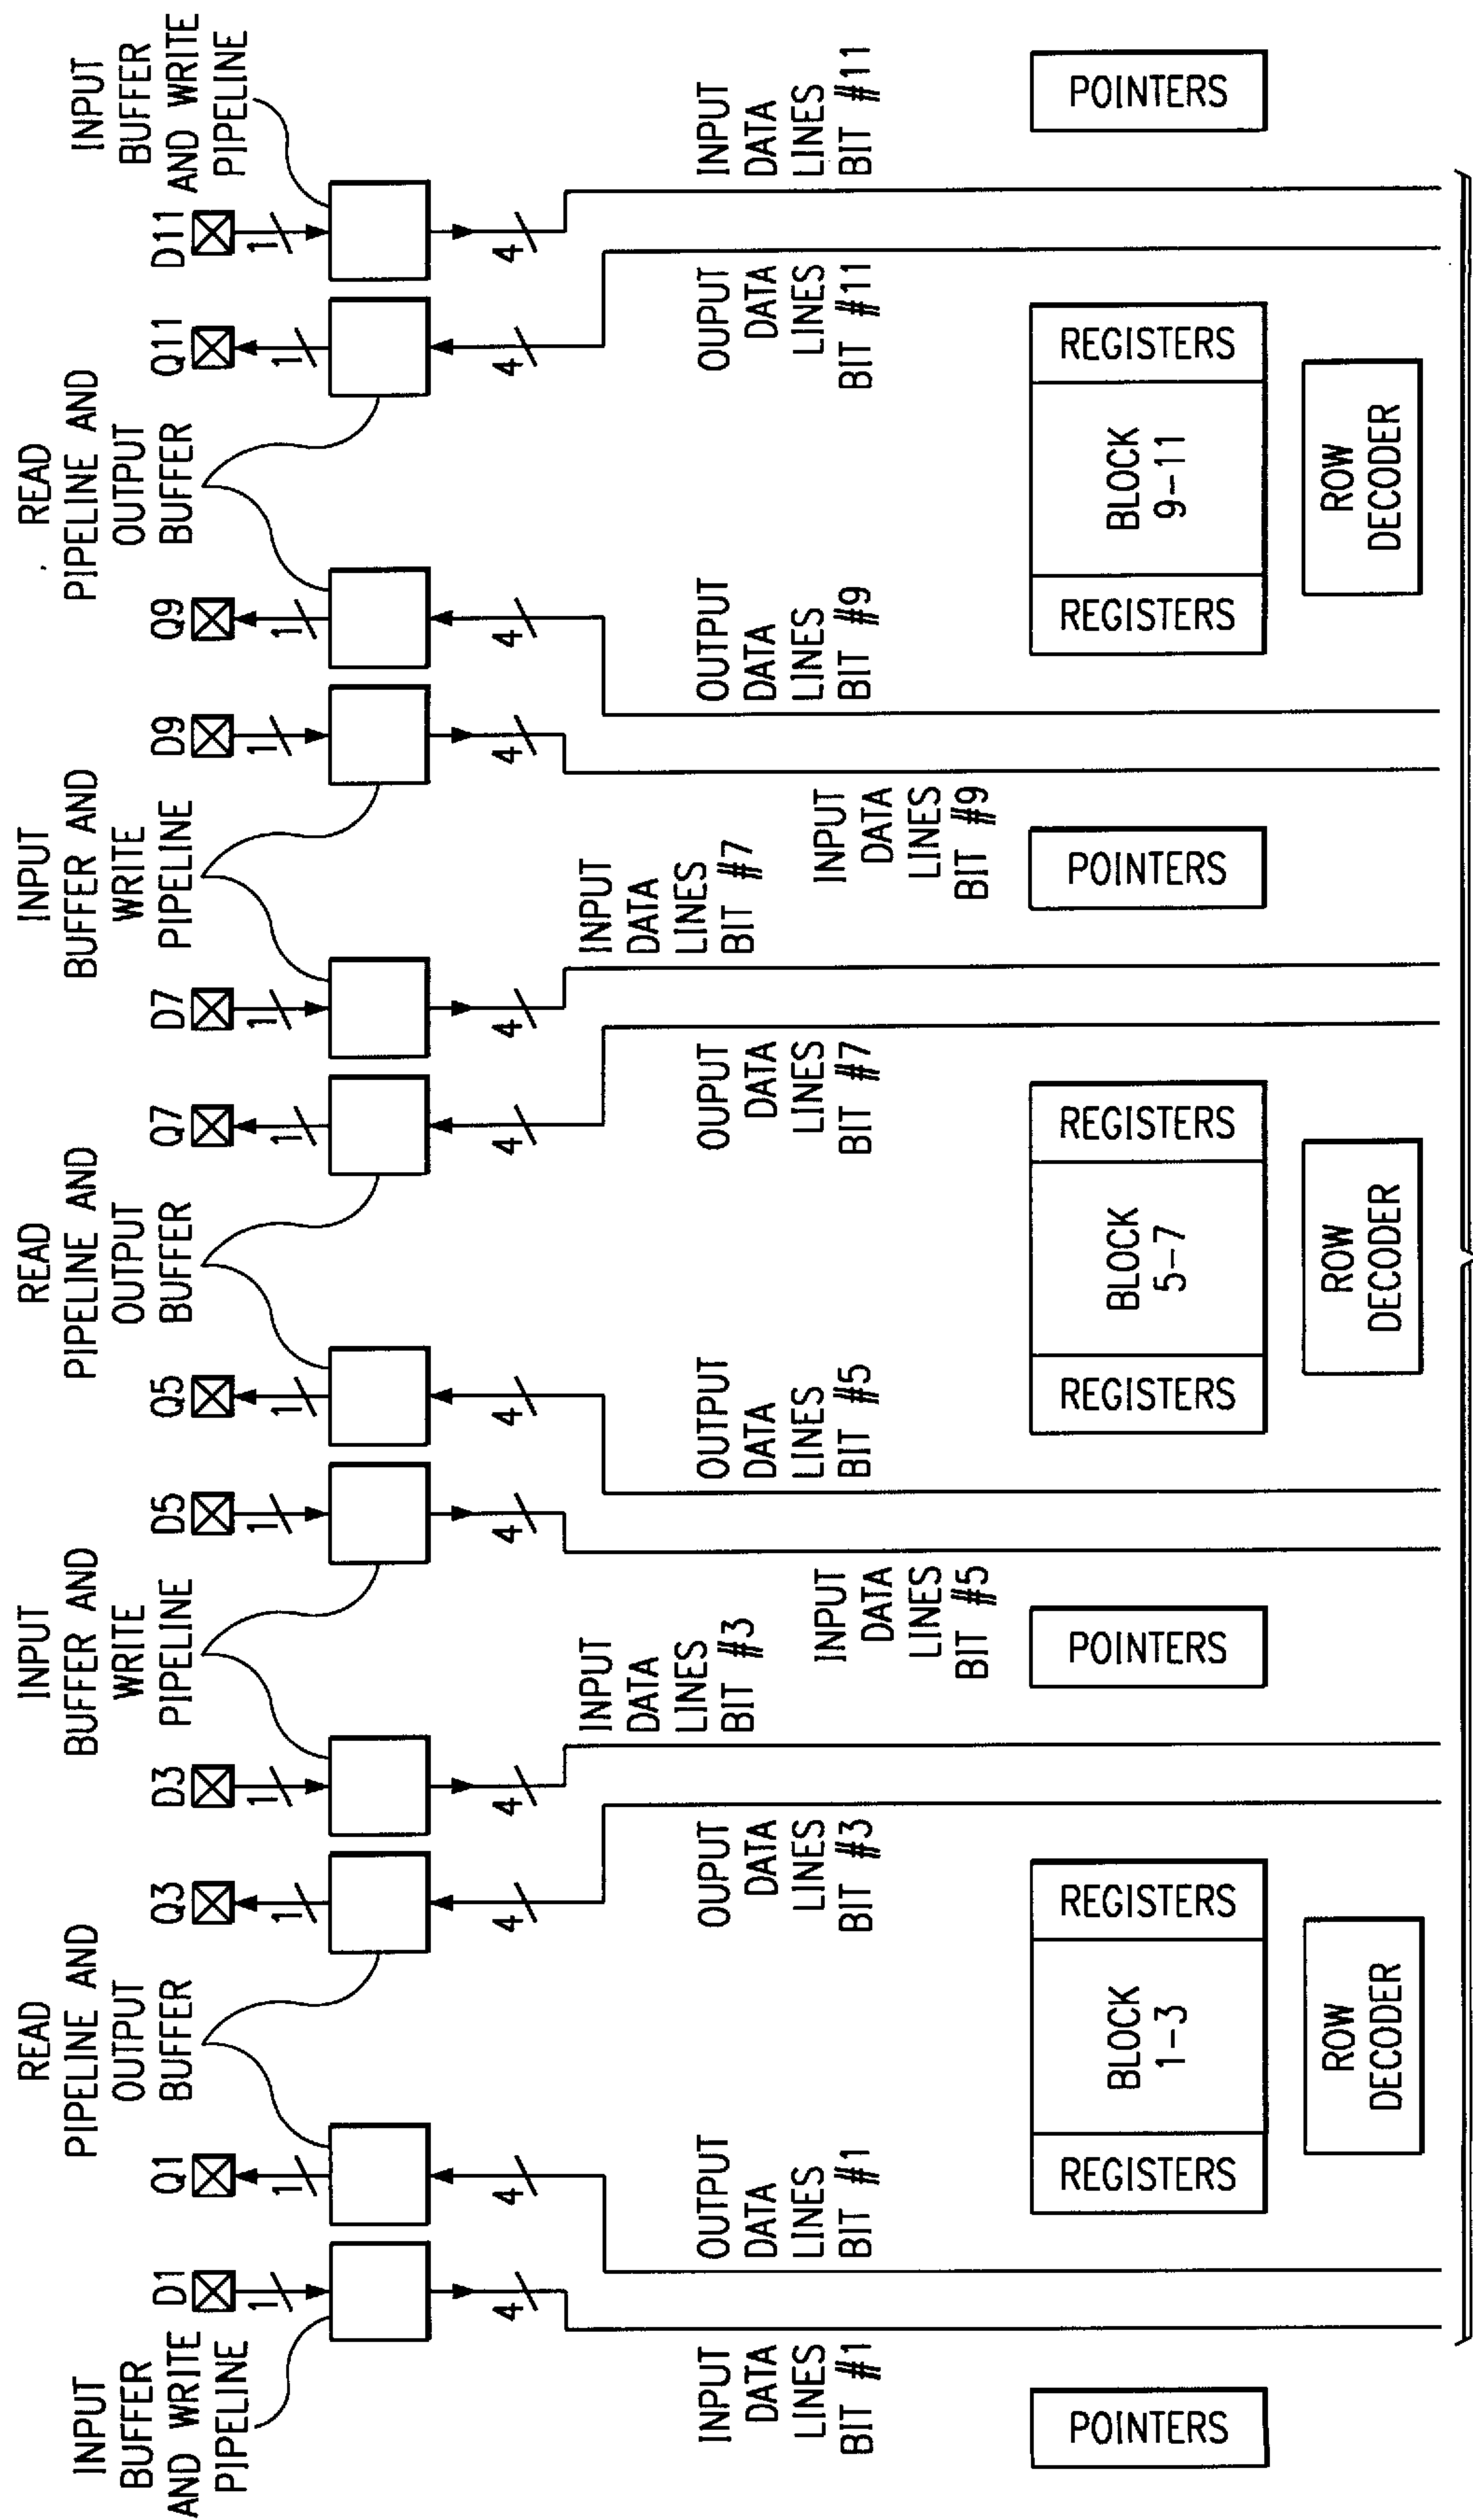 INPUT
BUFFER
AND WRITE
PIPELINE
D1
1
4
INPUT
DATA
LINES
BIT #1
POINTERS
READ
PIPELINE AND
OUTPUT
BUFFER
Q1
1
4
OUTPUT
DATA
LINES
BIT #1
Q3
1
4
OUPUT
DATA
LINES
BIT #3
REGISTERS
BLOCK
1-3
REGISTERS
ROW
DECODER
INPUT
BUFFER AND
WRITE
PIPELINE
D3
1
4
INPUT
DATA
LINES
BIT #3
D5
1
4
INPUT
DATA
LINES
BIT #5
POINTERS
READ
PIPELINE AND
OUTPUT
BUFFER
Q5
1
4
OUTPUT
DATA
LINES
BIT #5
Q7
1
4
OUPUT
DATA
LINES
BIT #7
REGISTERS
BLOCK
5-7
REGISTERS
ROW
DECODER
INPUT
BUFFER AND
WRITE
PIPELINE
D7
1
4
INPUT
DATA
LINES
BIT #7
D9
1
4
INPUT
DATA
LINES
BIT #9
POINTERS
READ
PIPELINE AND
OUTPUT
BUFFER
Q9
1
4
OUTPUT
DATA
LINES
BIT #9
Q11
1
4
OUPUT
DATA
LINES
BIT #11
REGISTERS
BLOCK
9-11
REGISTERS
ROW
DECODER
INPUT
BUFFER
AND WRITE
PIPELINE
D11
1
4
INPUT
DATA
LINES
BIT #11
POINTERS